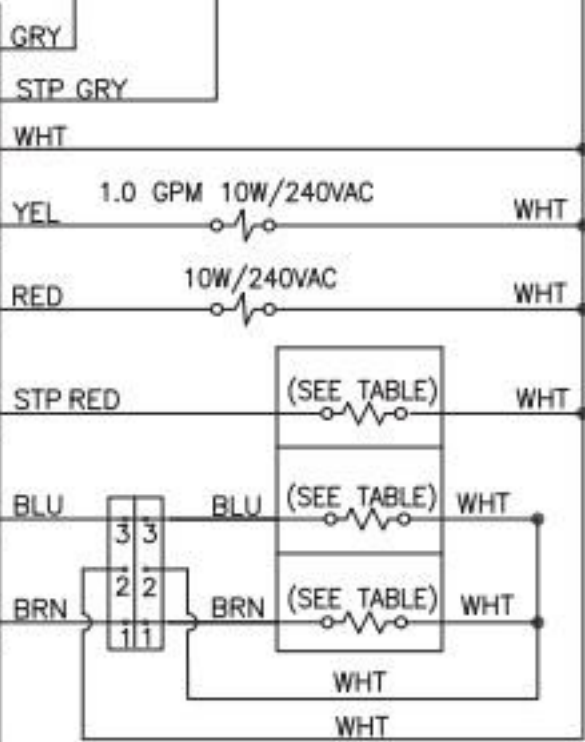 GRY
STP GRY
WHT
1.0 GPM 10W/240VAC
YEL WHT
10W/240VAC
RED WHT
(SEE TABLE)
STP RED WHT
(SEE TABLE)
BLU BLU WHT
3 3
2 2
(SEE TABLE)
BRN BRN WHT
1 1
WHT
WHT